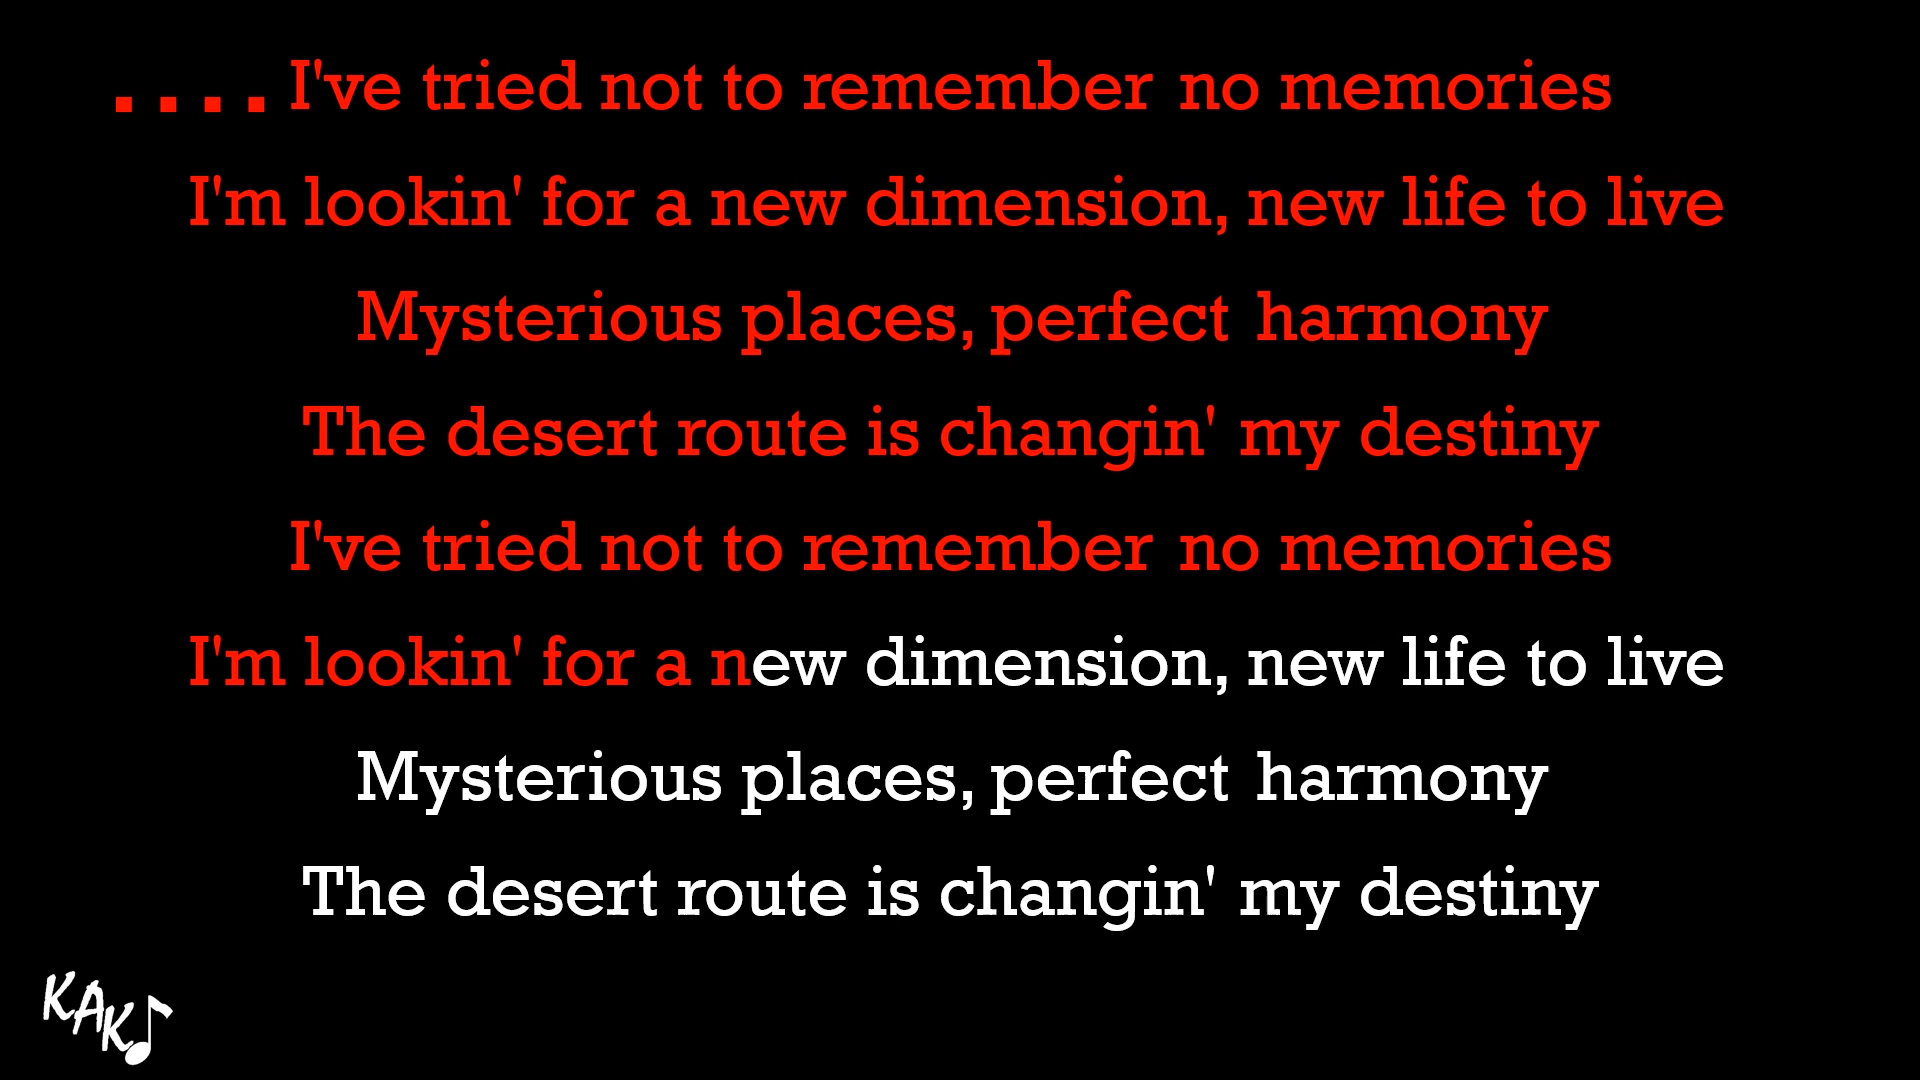 .... I've tried not to remember no memories
I'm lookin' for a new dimension, new life to live
Mysterious places, perfect harmony
The desert route is changin' my destiny
I've tried not to remember no memories
I'm lookin' for a new dimension, new life to live
Mysterious places, perfect harmony
The desert route is changin' my destiny
KAK